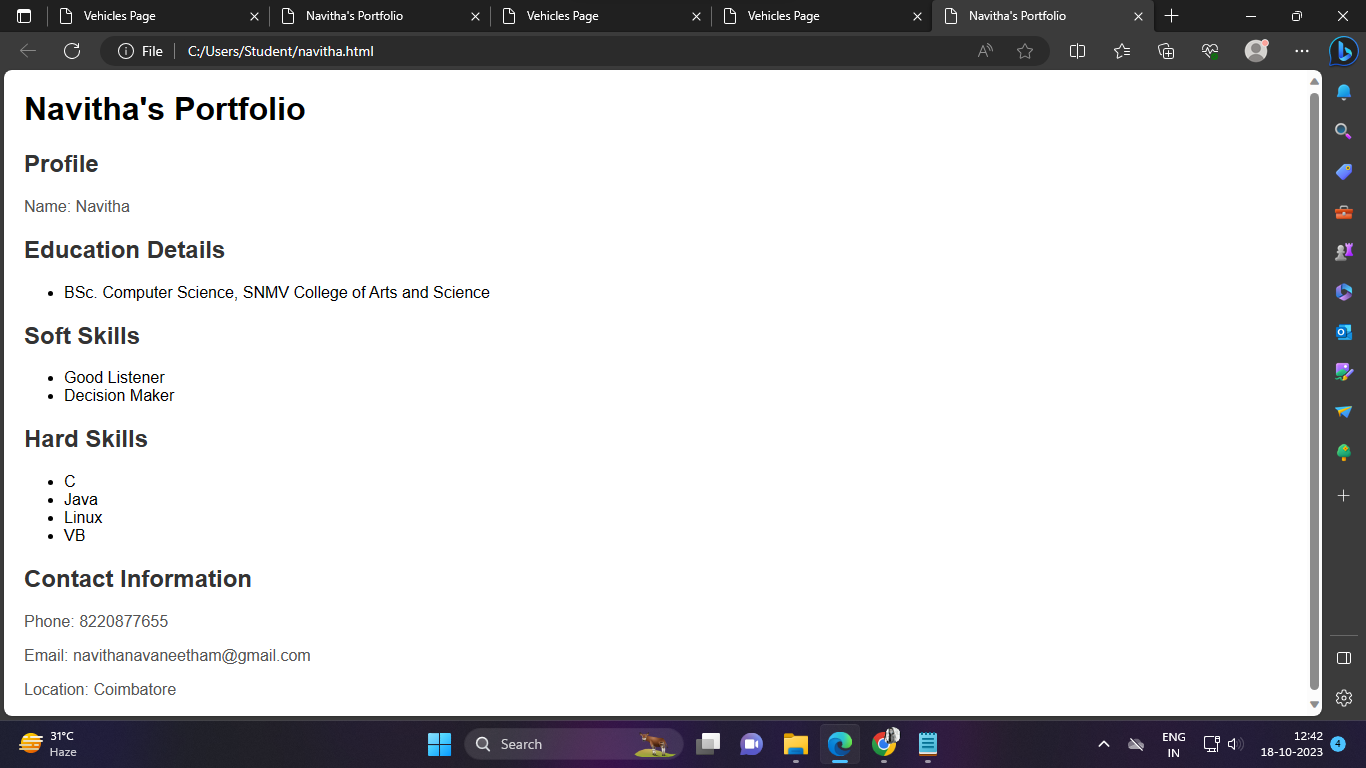 Vehicles Page
Navitha's Portfolio
Vehicles Page
Vehicles Page
Navitha's Portfolio
File
C:/Users/Student/navitha.html
Navitha's Portfolio
Profile
Name: Navitha
Education Details
BSc. Computer Science, SNMV College of Arts and Science
Soft Skills
Good Listener
Decision Maker
Hard Skills
C
Java
Linux
VB
Contact Information
Phone: 8220877655
Email: navithanavaneetham@gmail.com
Location: Coimbatore
31°C
Haze
Search
ENG
IN
12:42
18-10-2023
4